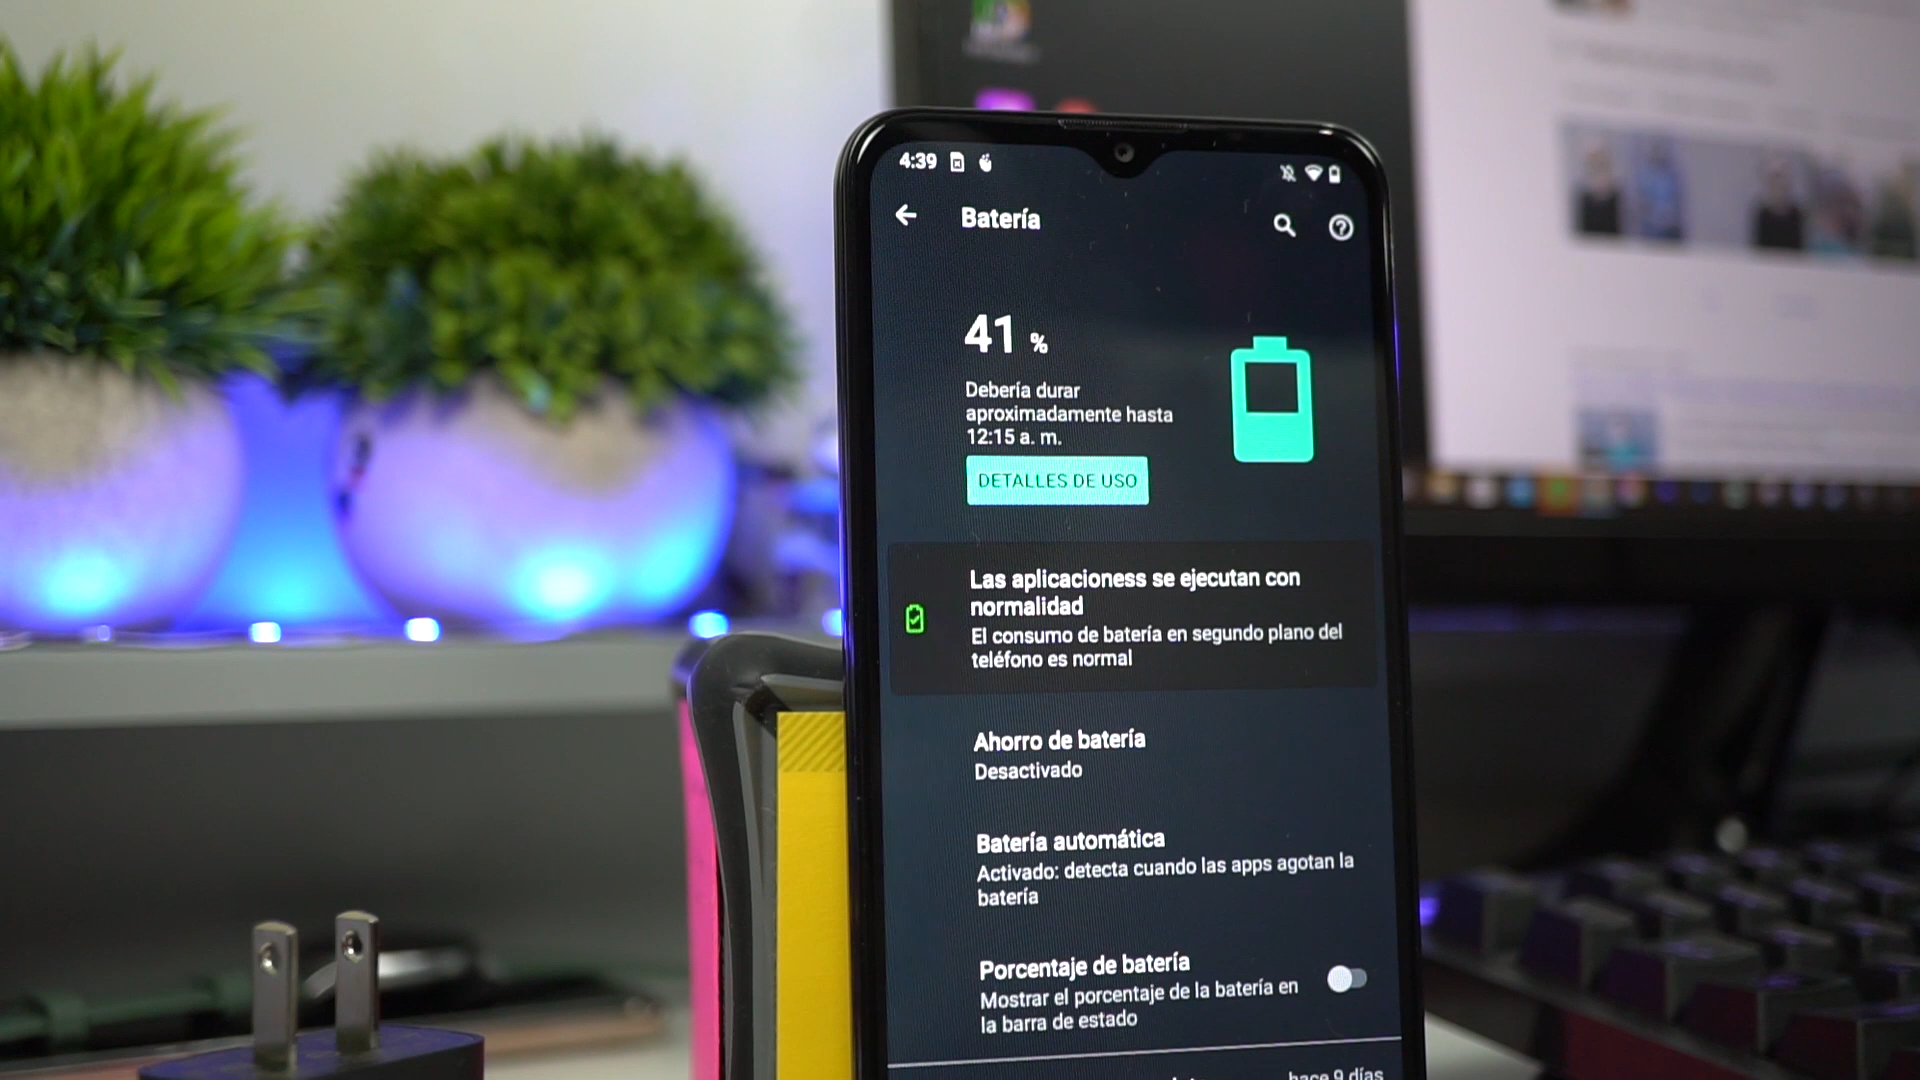 4:39
Batería
41 %
Debería durar
aproximadamente hasta
12:15 a. m.
DETALLES DE USO
Las aplicacioness se ejecutan con
normalidad
El consumo de batería en segundo plano del
teléfono es normal
Ahorro de batería
Desactivado
Batería automática
Activado: detecta cuando las apps agotan la
batería
Porcentaje de batería
Mostrar el porcentaje de la batería en
la barra de estado
hace 9 días